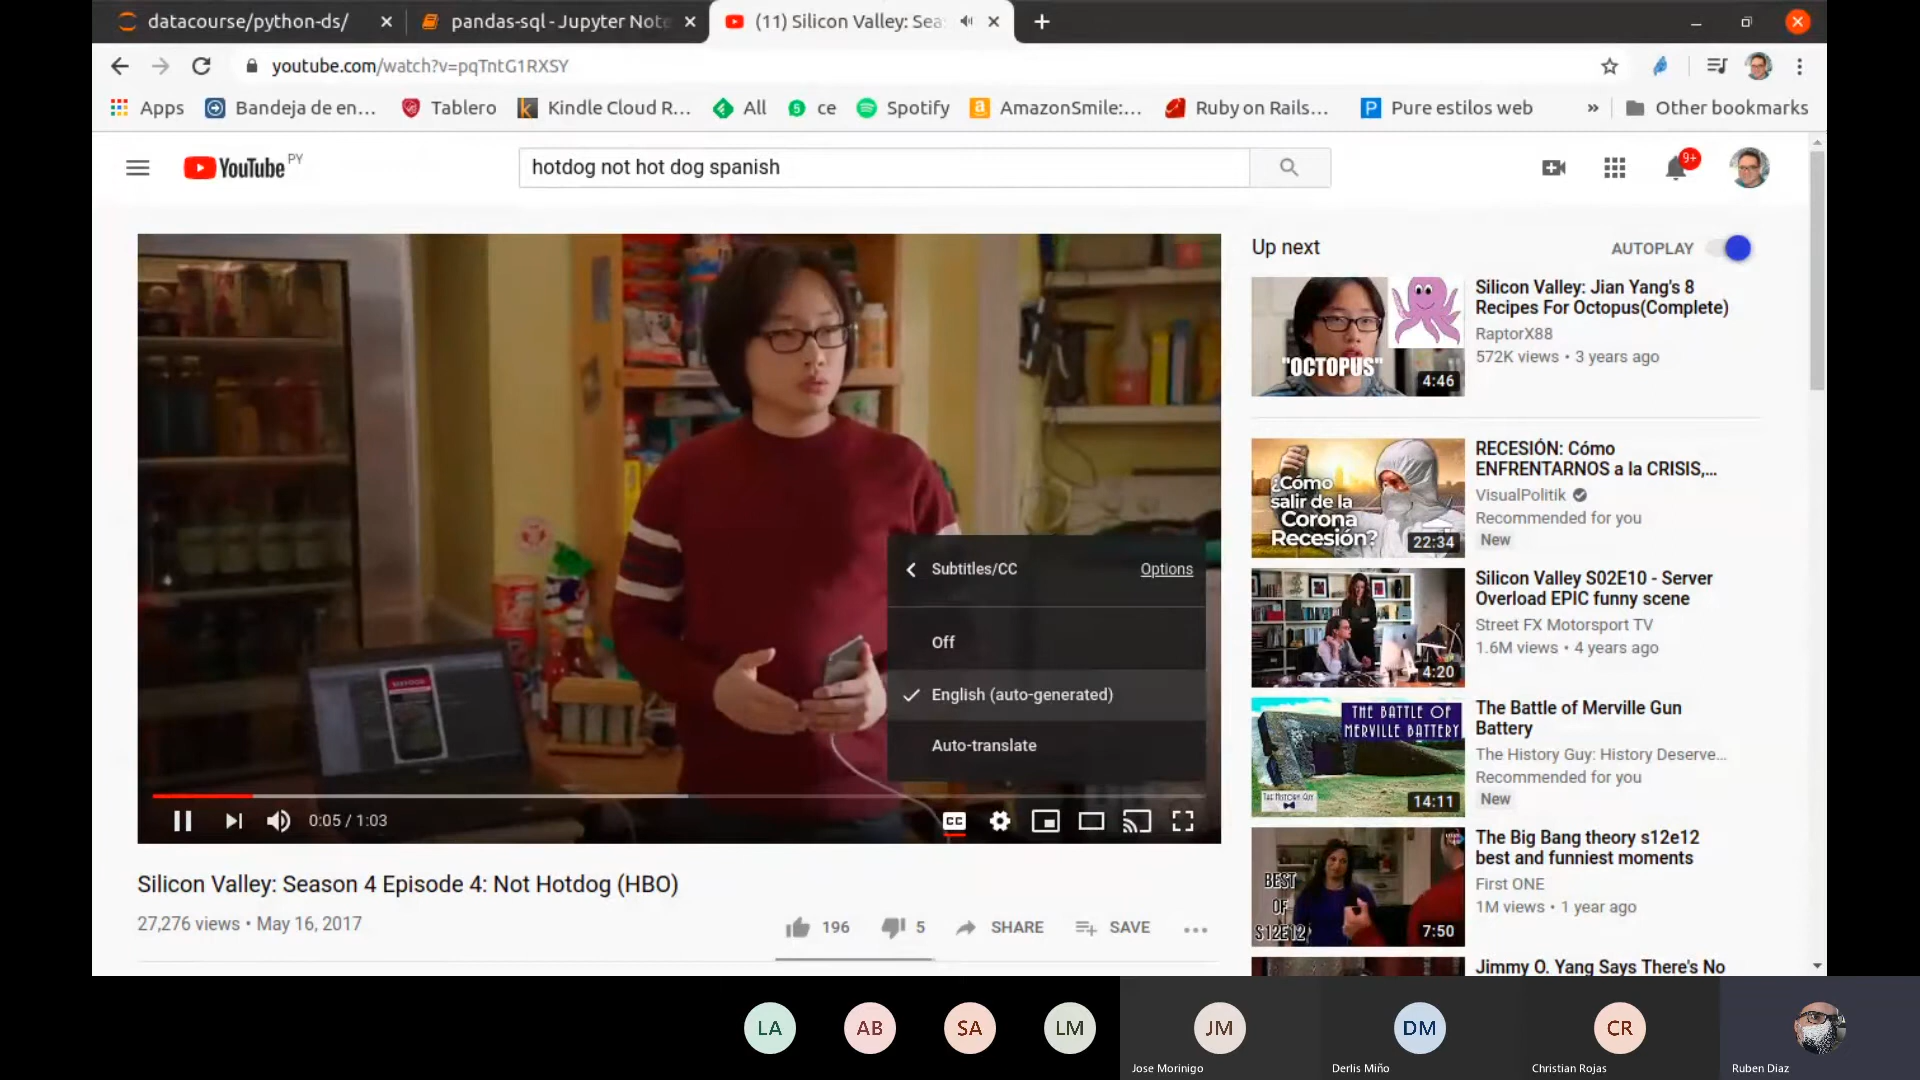 datacourse/python-ds/
pandas-sql - Jupyter Note
(11) Silicon Valley: Sea
youtube.com/watch?v=pqTntG1RXSY
Apps
Bandeja de en...
Tablero
Kindle Cloud R...
All
ce
Spotify
AmazonSmile:...
Ruby on Rails...
Pure estilos web
»
Other bookmarks
YouTube PY
hotdog not hot dog spanish
9+
Up next
AUTOPLAY
"OCTOPUS"
4:46
Silicon Valley: Jian Yang's 8
Recipes For Octopus(Complete)
RaptorX88
572K views • 3 years ago
¿Cómo
salir de la
Corona
Recesión?
22:34
RECESIÓN: Cómo
ENFRENTARNOS a la CRISIS,...
VisualPolitik
Recommended for you
New
4:20
Silicon Valley S02E10 - Server
Overload EPIC funny scene
Street FX Motorsport TV
1.6M views • 4 years ago
THE BATTLE OF
MERVILLE BATTERY
THE HISTORY GUY
14:11
The Battle of Merville Gun
Battery
The History Guy: History Deserve...
Recommended for you
New
BEST
OF
S12E12
7:50
The Big Bang theory s12e12
best and funniest moments
First ONE
1M views • 1 year ago
Jimmy O. Yang Says There's No
Subtitles/CC
Options
Off
English (auto-generated)
Auto-translate
0:05 / 1:03
CC
Silicon Valley: Season 4 Episode 4: Not Hotdog (HBO)
27,276 views • May 16, 2017
196
5
SHARE
SAVE
LA
AB
SA
LM
JM
DM
CR
Jose Morinigo
Derlis Miño
Christian Rojas
Ruben Diaz